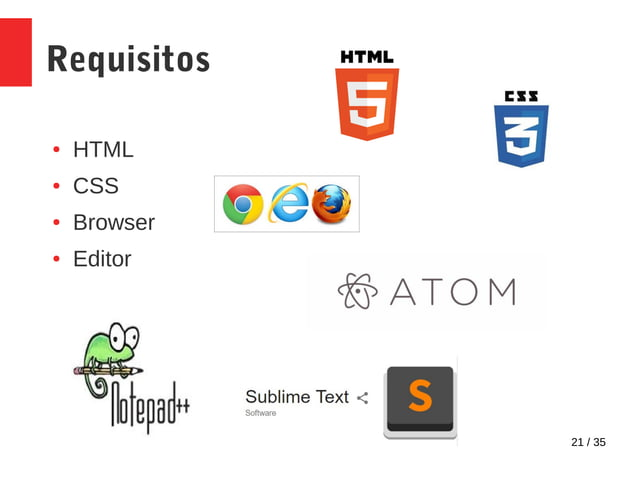 Requisitos
HTML
5
CSS
3
• HTML
• CSS
• Browser
• Editor
ATOM
Notepad++
Sublime Text
Software
S
21 / 35